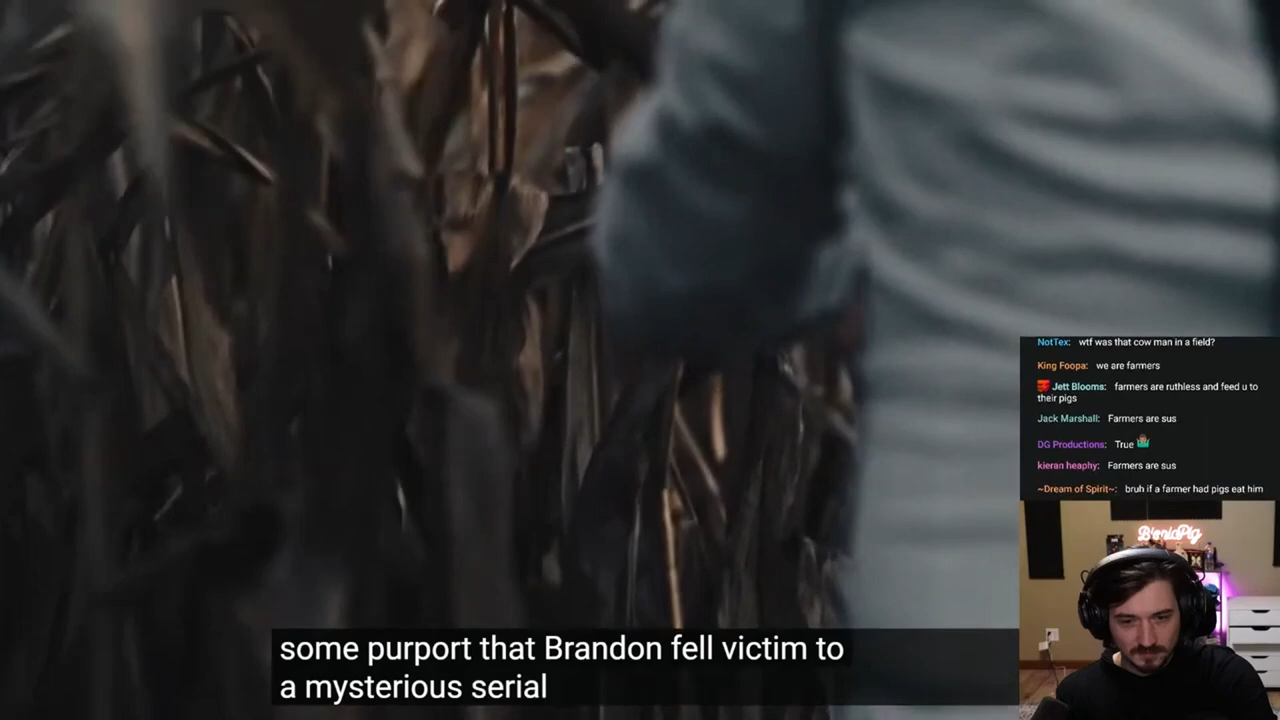 NotTex: wtf was that cow man in a field?
King Foopa: we are farmers
Jett Blooms: farmers are ruthless and feed u to
their pigs
Jack Marshall: Farmers are sus
DG Productions: True
kieran heaphy: Farmers are sus
~Dream of Spirit~: bruh if a farmer had pigs eat him
some purport that Brandon fell victim to
a mysterious serial